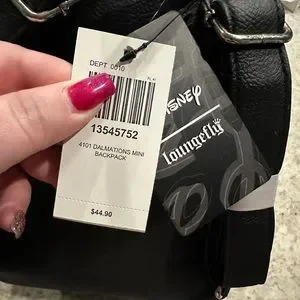 DEPT 0010
13545752
4101 DALMATIONS MINI
BACKPACK
$44.90
Disney
Loungefly